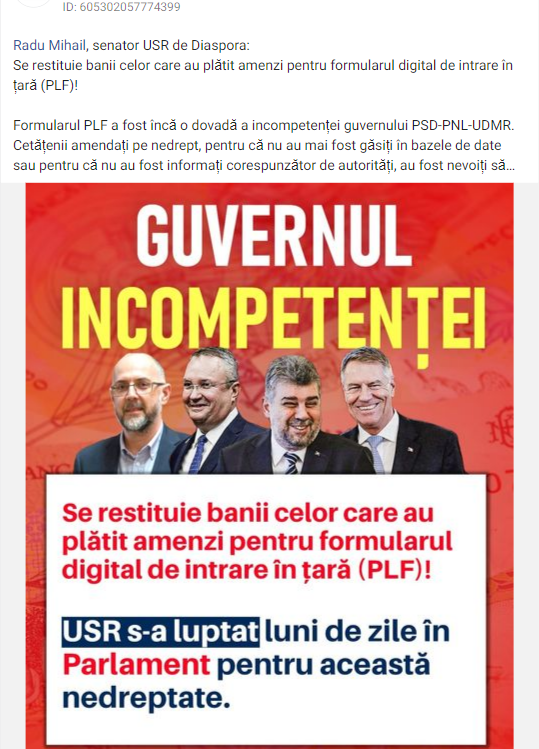 ID: 605302057774399
Radu Mihail, senator USR de Diaspora:
Se restituie banii celor care au plătit amenzi pentru formularul digital de intrare în
țară (PLF)!
Formularul PLF a fost încă o dovadă a incompetenței guvernului PSD-PNL-UDMR.
Cetățenii amendați pe nedrept, pentru că nu au mai fost găsiți în bazele de date
sau pentru că nu au fost informați corespunzător de autorități, au fost nevoiți să...
GUVERNUL
INCOMPETENȚEI
Se restituie banii celor care au
plătit amenzi pentru formularul
digital de intrare în țară (PLF)!
USR s-a luptat luni de zile în
Parlament pentru această
nedreptate.